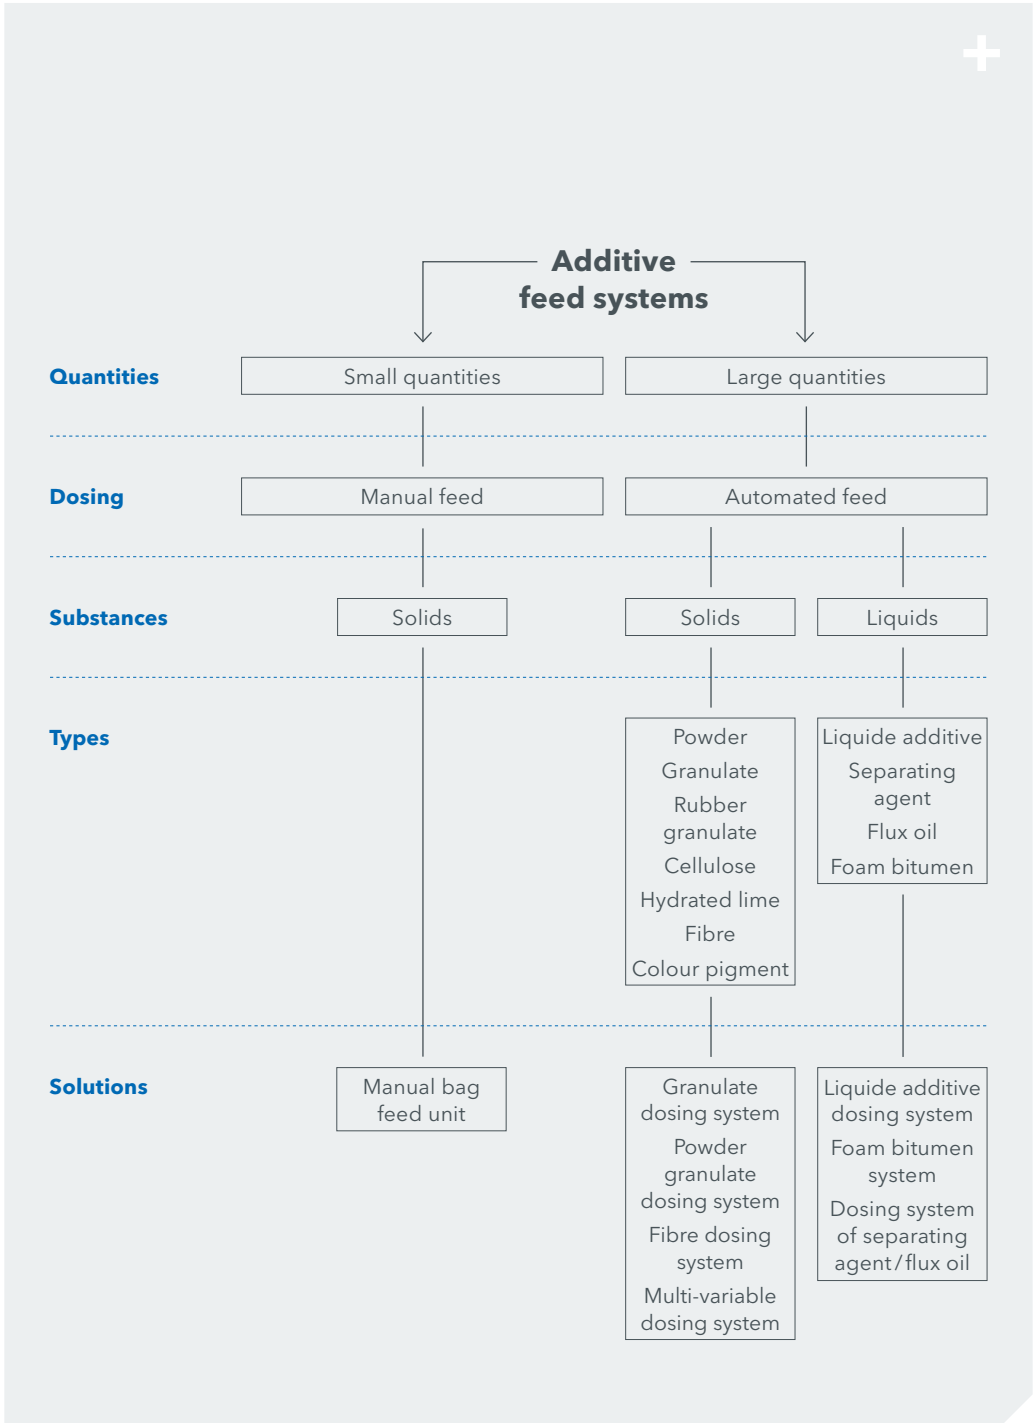 Additive
feed systems
Quantities
Small quantities
Large quantities
Dosing
Manual feed
Automated feed
Substances
Solids
Solids
Liquids
Types
Powder
Granulate
Rubber
granulate
Cellulose
Hydrated lime
Fibre
Colour pigment
Liquide additive
Separating
agent
Flux oil
Foam bitumen
Solutions
Manual bag
feed unit
Granulate
dosing system
Powder
granulate
dosing system
Fibre dosing
system
Multi-variable
dosing system
Liquide additive
dosing system
Foam bitumen
system
Dosing system
of separating
agent/flux oil